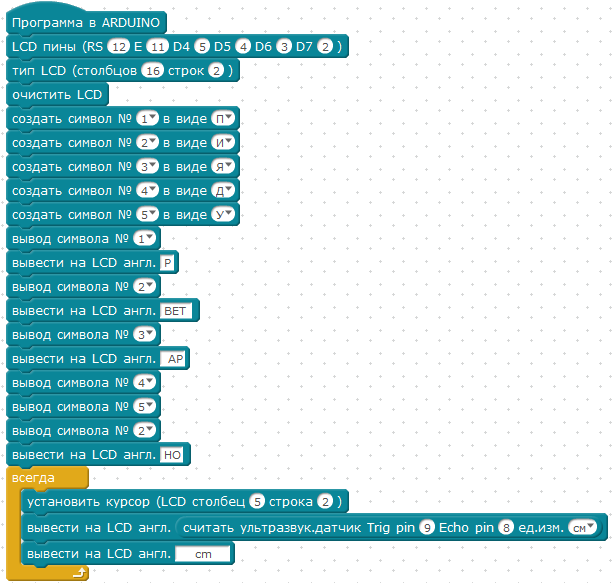 Программа в ARDUINO
LCD пины (RS 12 E 11 D4 5 D5 4 D6 3 D7 2 )
тип LCD (столбцов 16 строк 2 )
очистить LCD
создать символ № 1 в виде П
создать символ № 2 в виде И
создать символ № 3 в виде Я
создать символ № 4 в виде Д
создать символ № 5 в виде У
вывод символа № 1
вывести на LCD англ. P
вывод символа № 2
вывести на LCD англ. BET
вывод символа № 3
вывести на LCD англ. AP
вывод символа № 4
вывод символа № 5
вывод символа № 2
вывести на LCD англ. HO
всегда
установить курсор (LCD столбец 5 строка 2 )
вывести на LCD англ. считать ультразвук.датчик Trig pin 9 Echo pin 8 ед.изм. см
вывести на LCD англ. cm